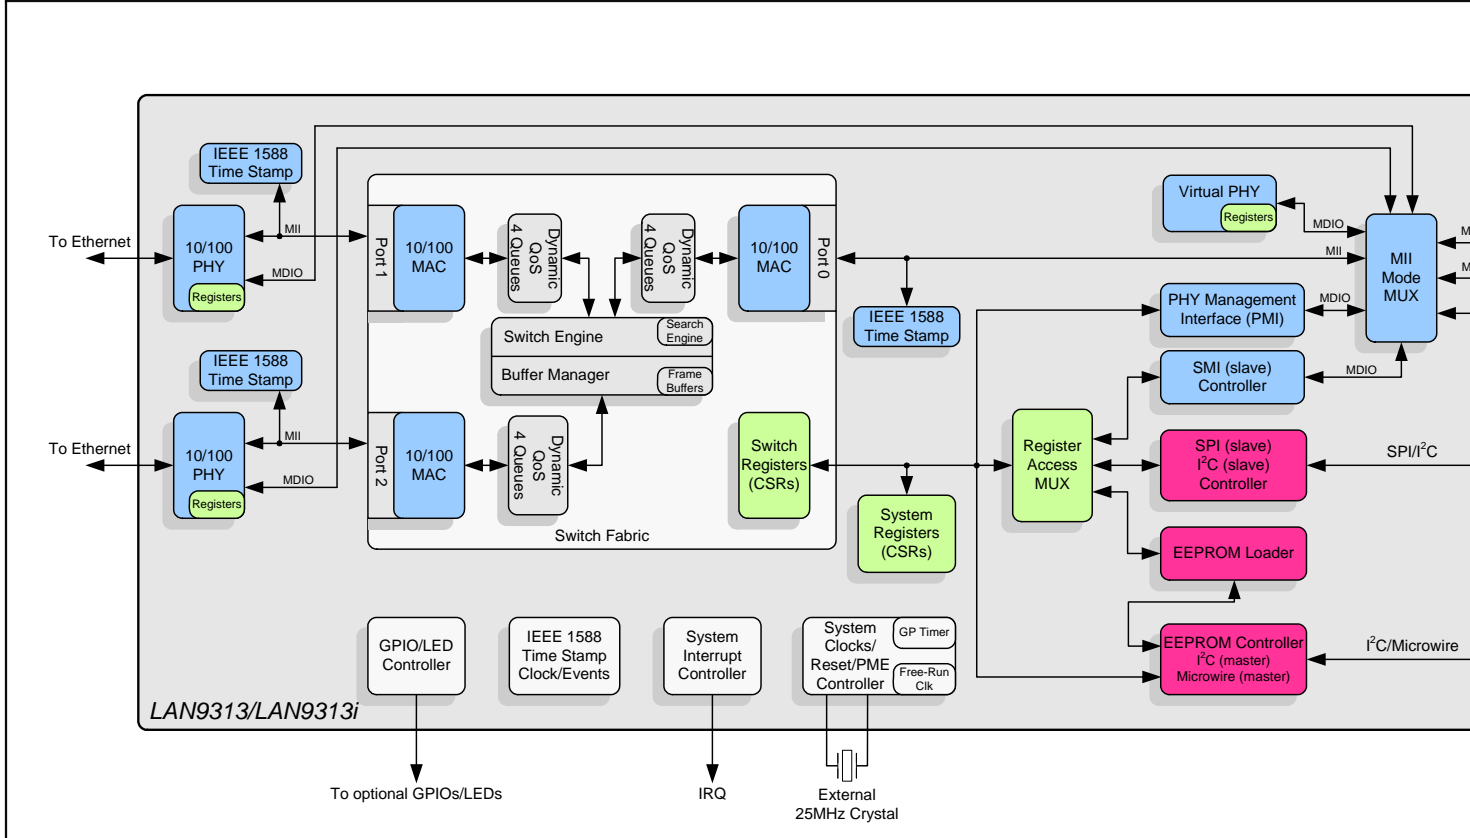 IEEE 1588
Time Stamp
To Ethernet
10/100
PHY
Registers
MII
MDIO
Port 1
10/100
MAC
Dynamic
QoS
4 Queues
Dynamic
QoS
4 Queues
10/100
MAC
Port 0
Switch Engine
Search
Engine
Buffer Manager
Frame
Buffers
IEEE 1588
Time Stamp
To Ethernet
10/100
PHY
Registers
MII
MDIO
Port 2
10/100
MAC
Dynamic
QoS
4 Queues
Switch
Registers
(CSRs)
Switch Fabric
IEEE 1588
Time Stamp
System
Registers
(CSRs)
Virtual PHY
Registers
MDIO
MII
MII
Mode
MUX
M
M
PHY Management
Interface (PMI)
MDIO
SMI (slave)
Controller
MDIO
Register
Access
MUX
SPI (slave)
I2C (slave)
Controller
SPI/I2C
EEPROM Loader
EEPROM Controller
I2C (master)
Microwire (master)
I2C/Microwire
GPIO/LED
Controller
IEEE 1588
Time Stamp
Clock/Events
System
Interrupt
Controller
System
Clocks/
Reset/PME
Controller
GP Timer
Free-Run
Clk
LAN9313/LAN9313i
To optional GPIOs/LEDs
IRQ
External
25MHz Crystal